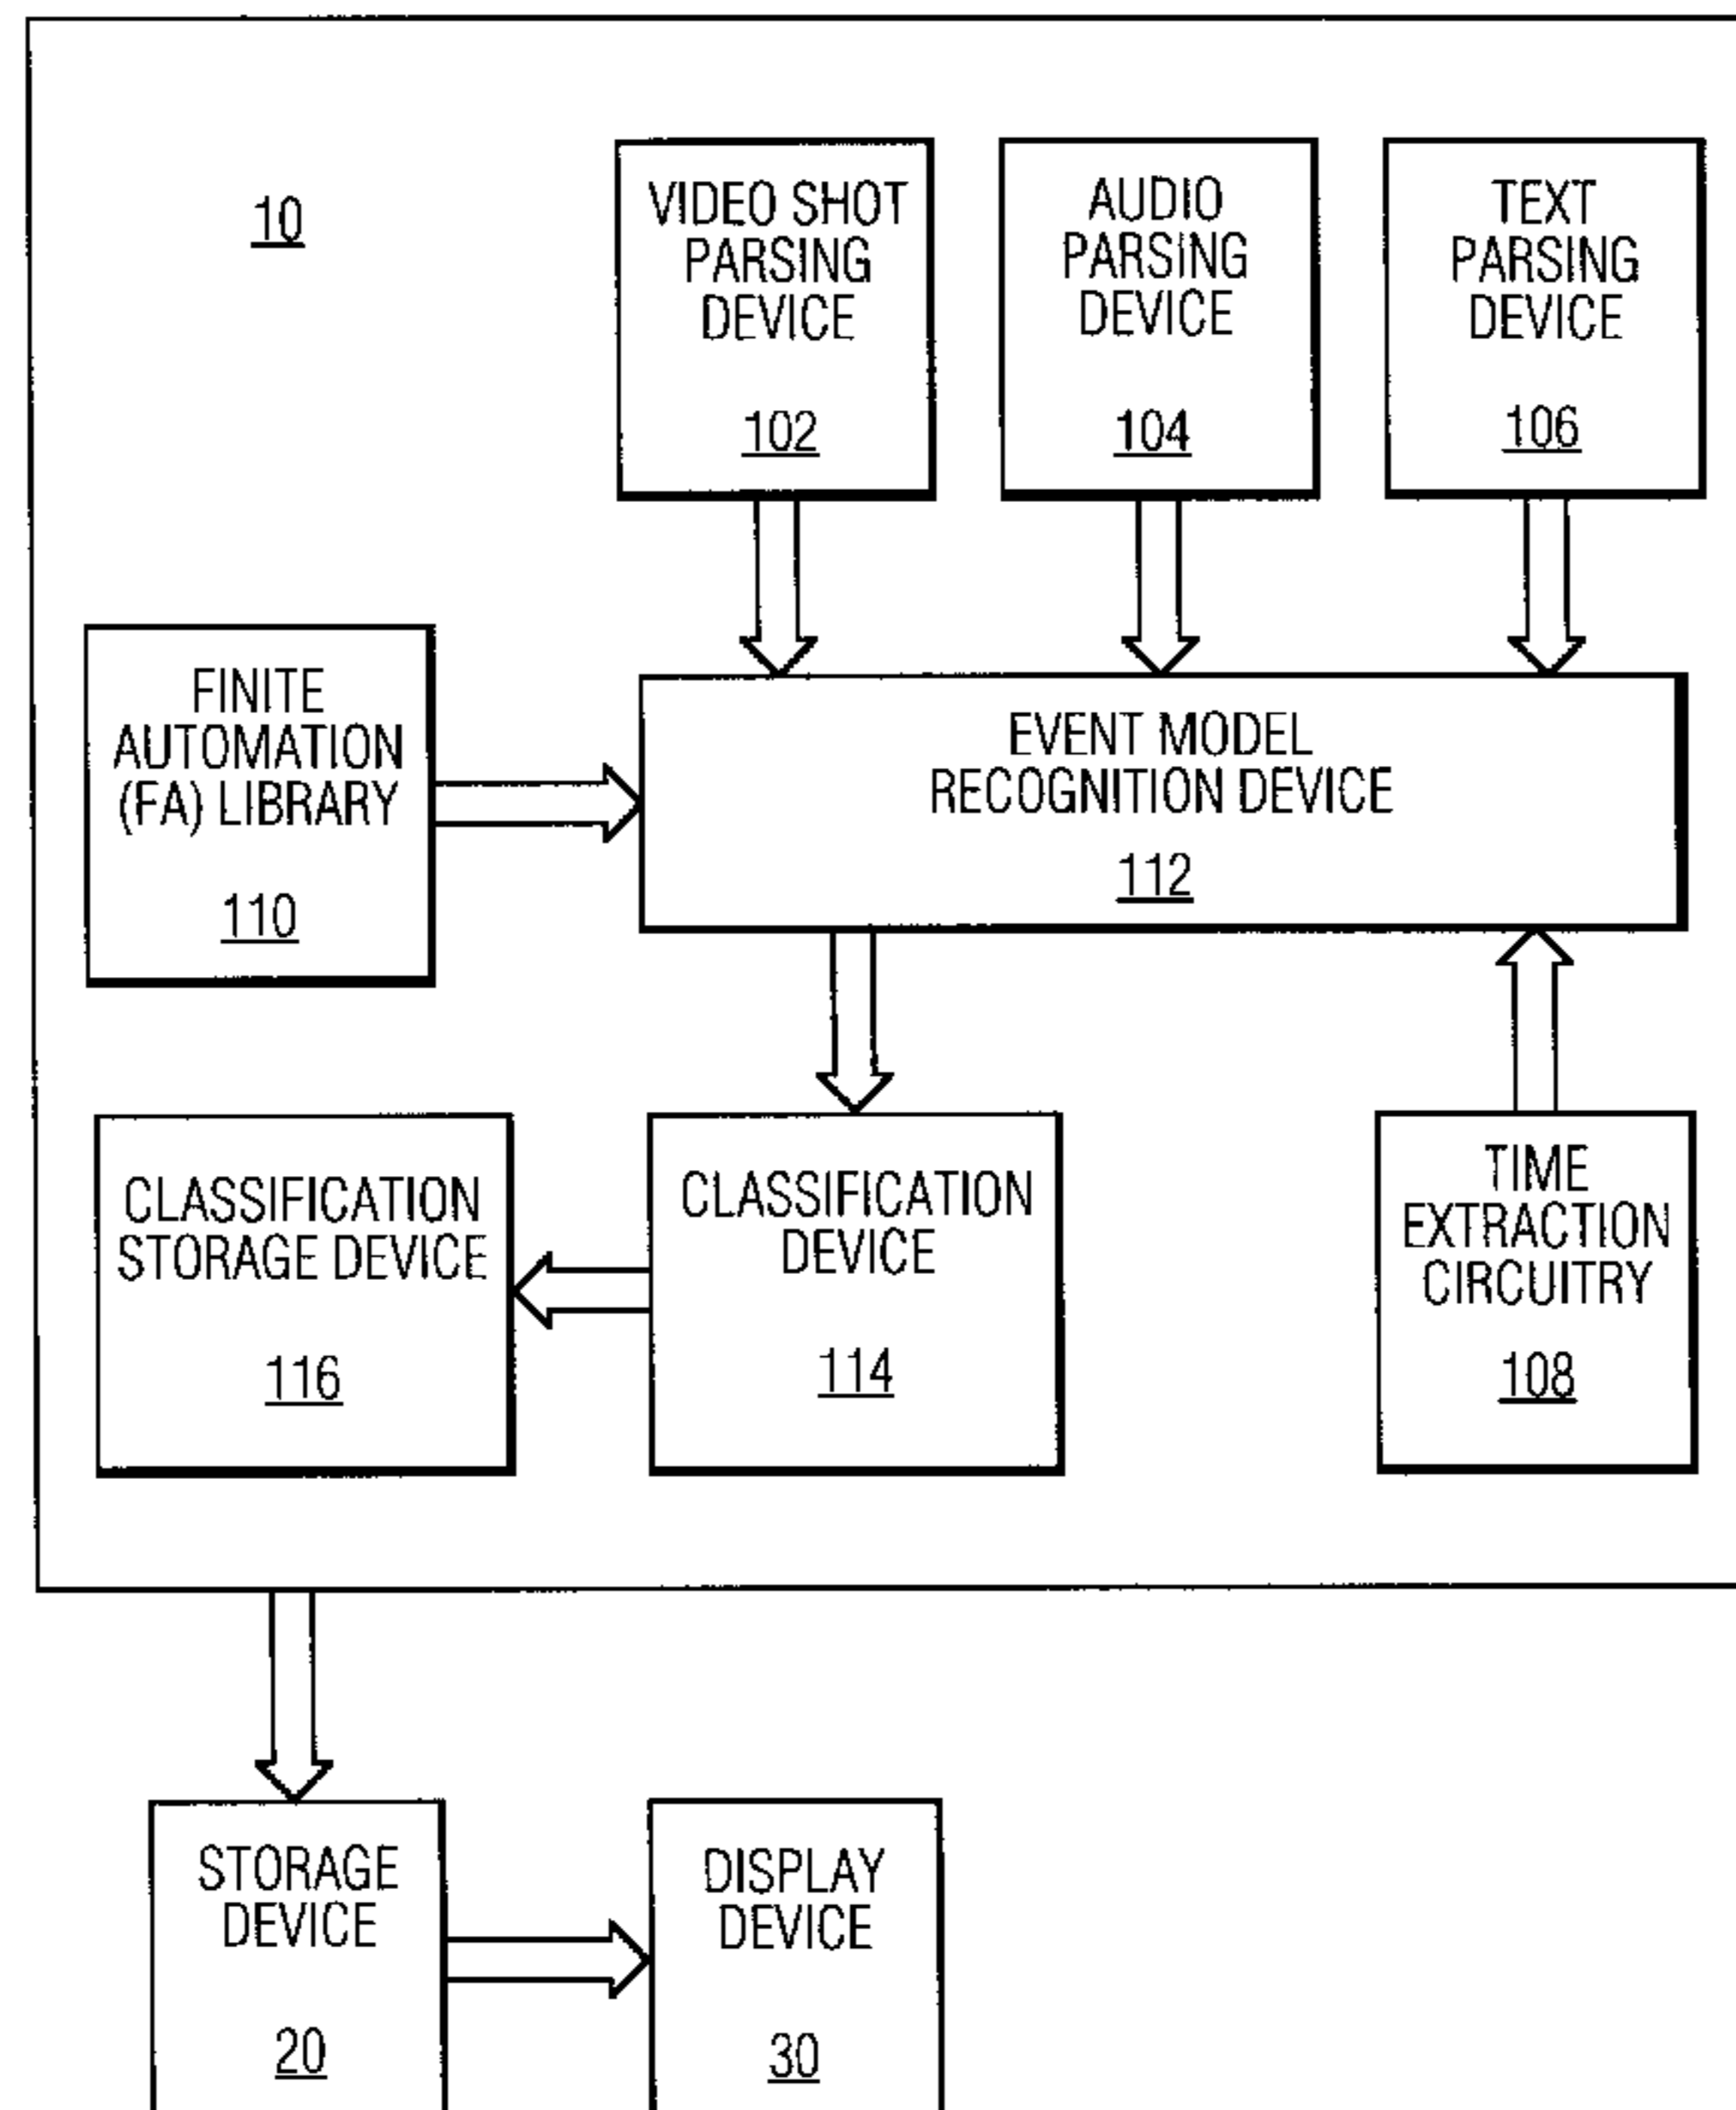 10
VIDEO SHOT
PARSING
DEVICE
102
AUDIO
PARSING
DEVICE
104
TEXT
PARSING
DEVICE
106
FINITE
AUTOMATION
(FA) LIBRARY
110
EVENT MODEL
RECOGNITION DEVICE
112
CLASSIFICATION
STORAGE DEVICE
116
CLASSIFICATION
DEVICE
114
TIME
EXTRACTION
CIRCUITRY
108
STORAGE
DEVICE
20
DISPLAY
DEVICE
30